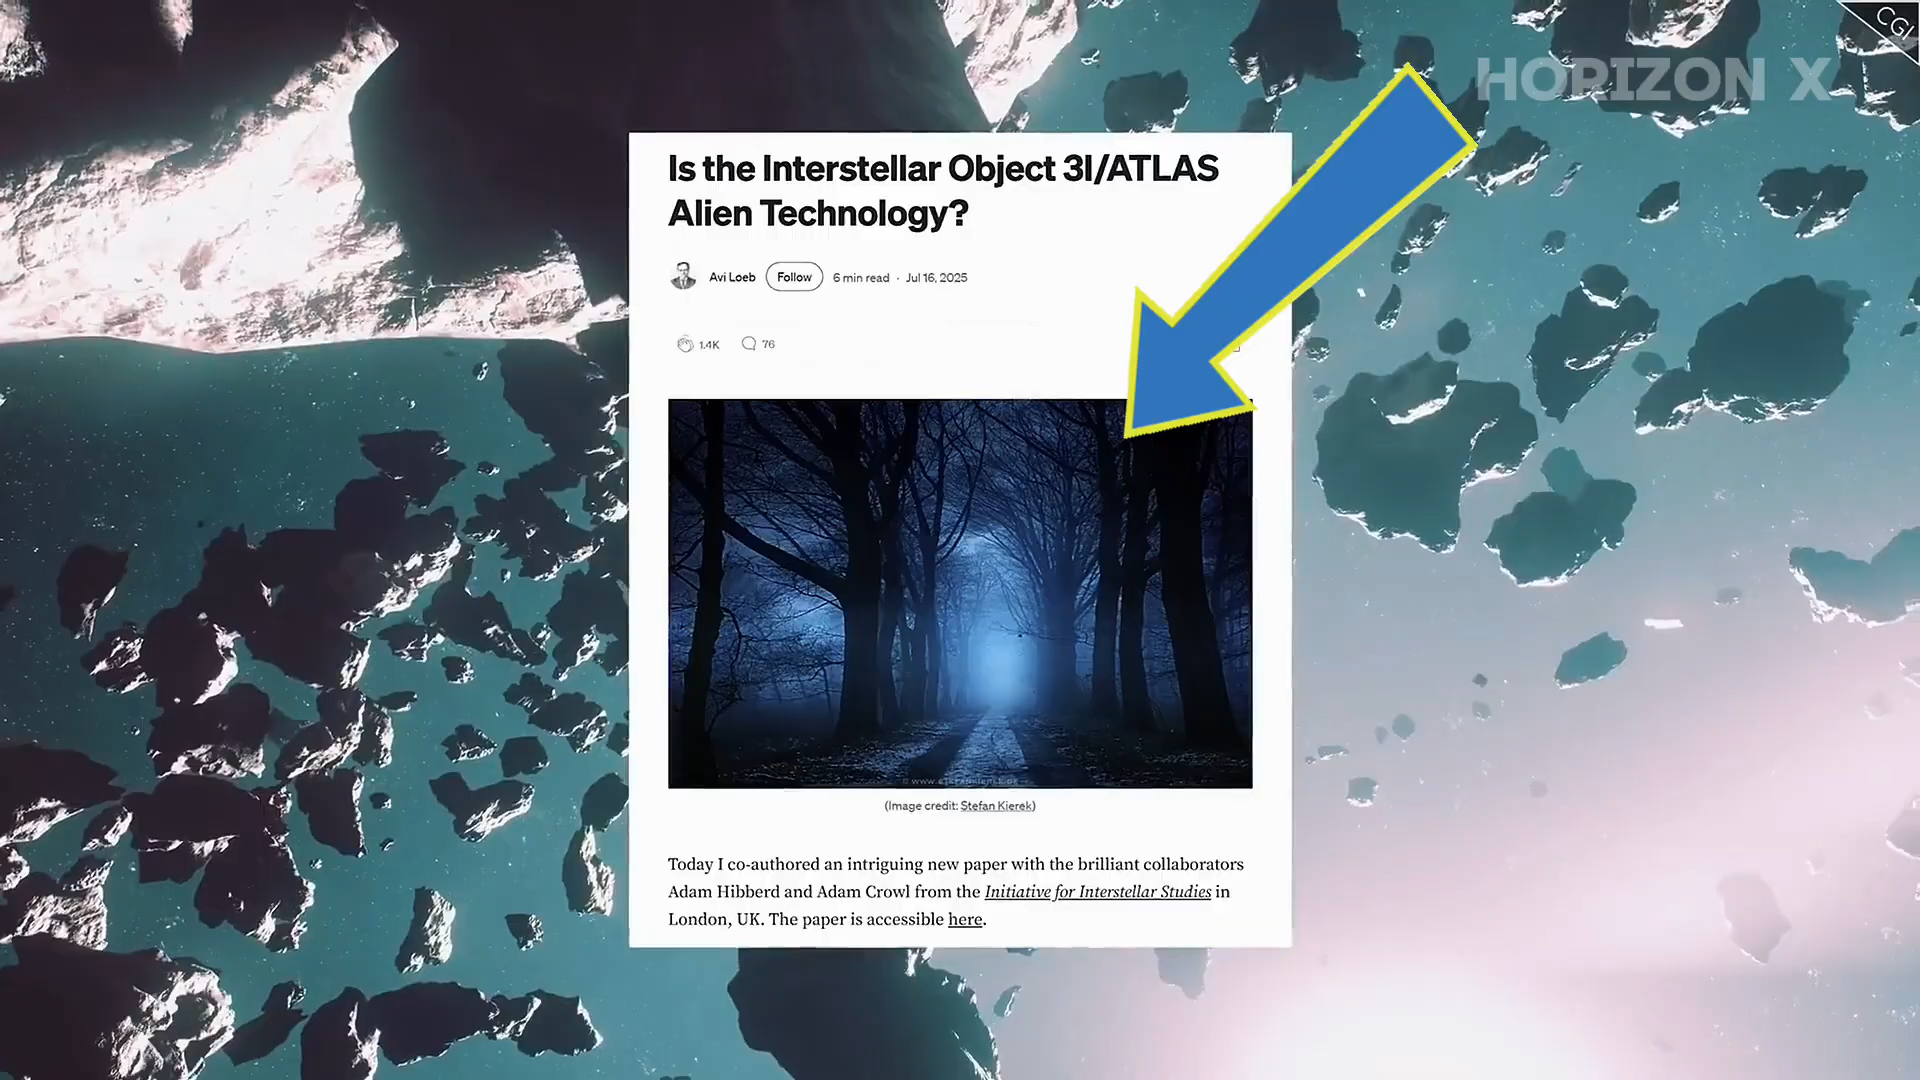 CGI
HORIZON X
Is the Interstellar Object 3I/ATLAS
Alien Technology?
Avi Loeb Follow 6 min read · Jul 16, 2025
1.4K 76
(Image credit: Stefan Kierek)
Today I co-authored an intriguing new paper with the brilliant collaborators
Adam Hibberd and Adam Crowl from the Initiative for Interstellar Studies in
London, UK. The paper is accessible here.